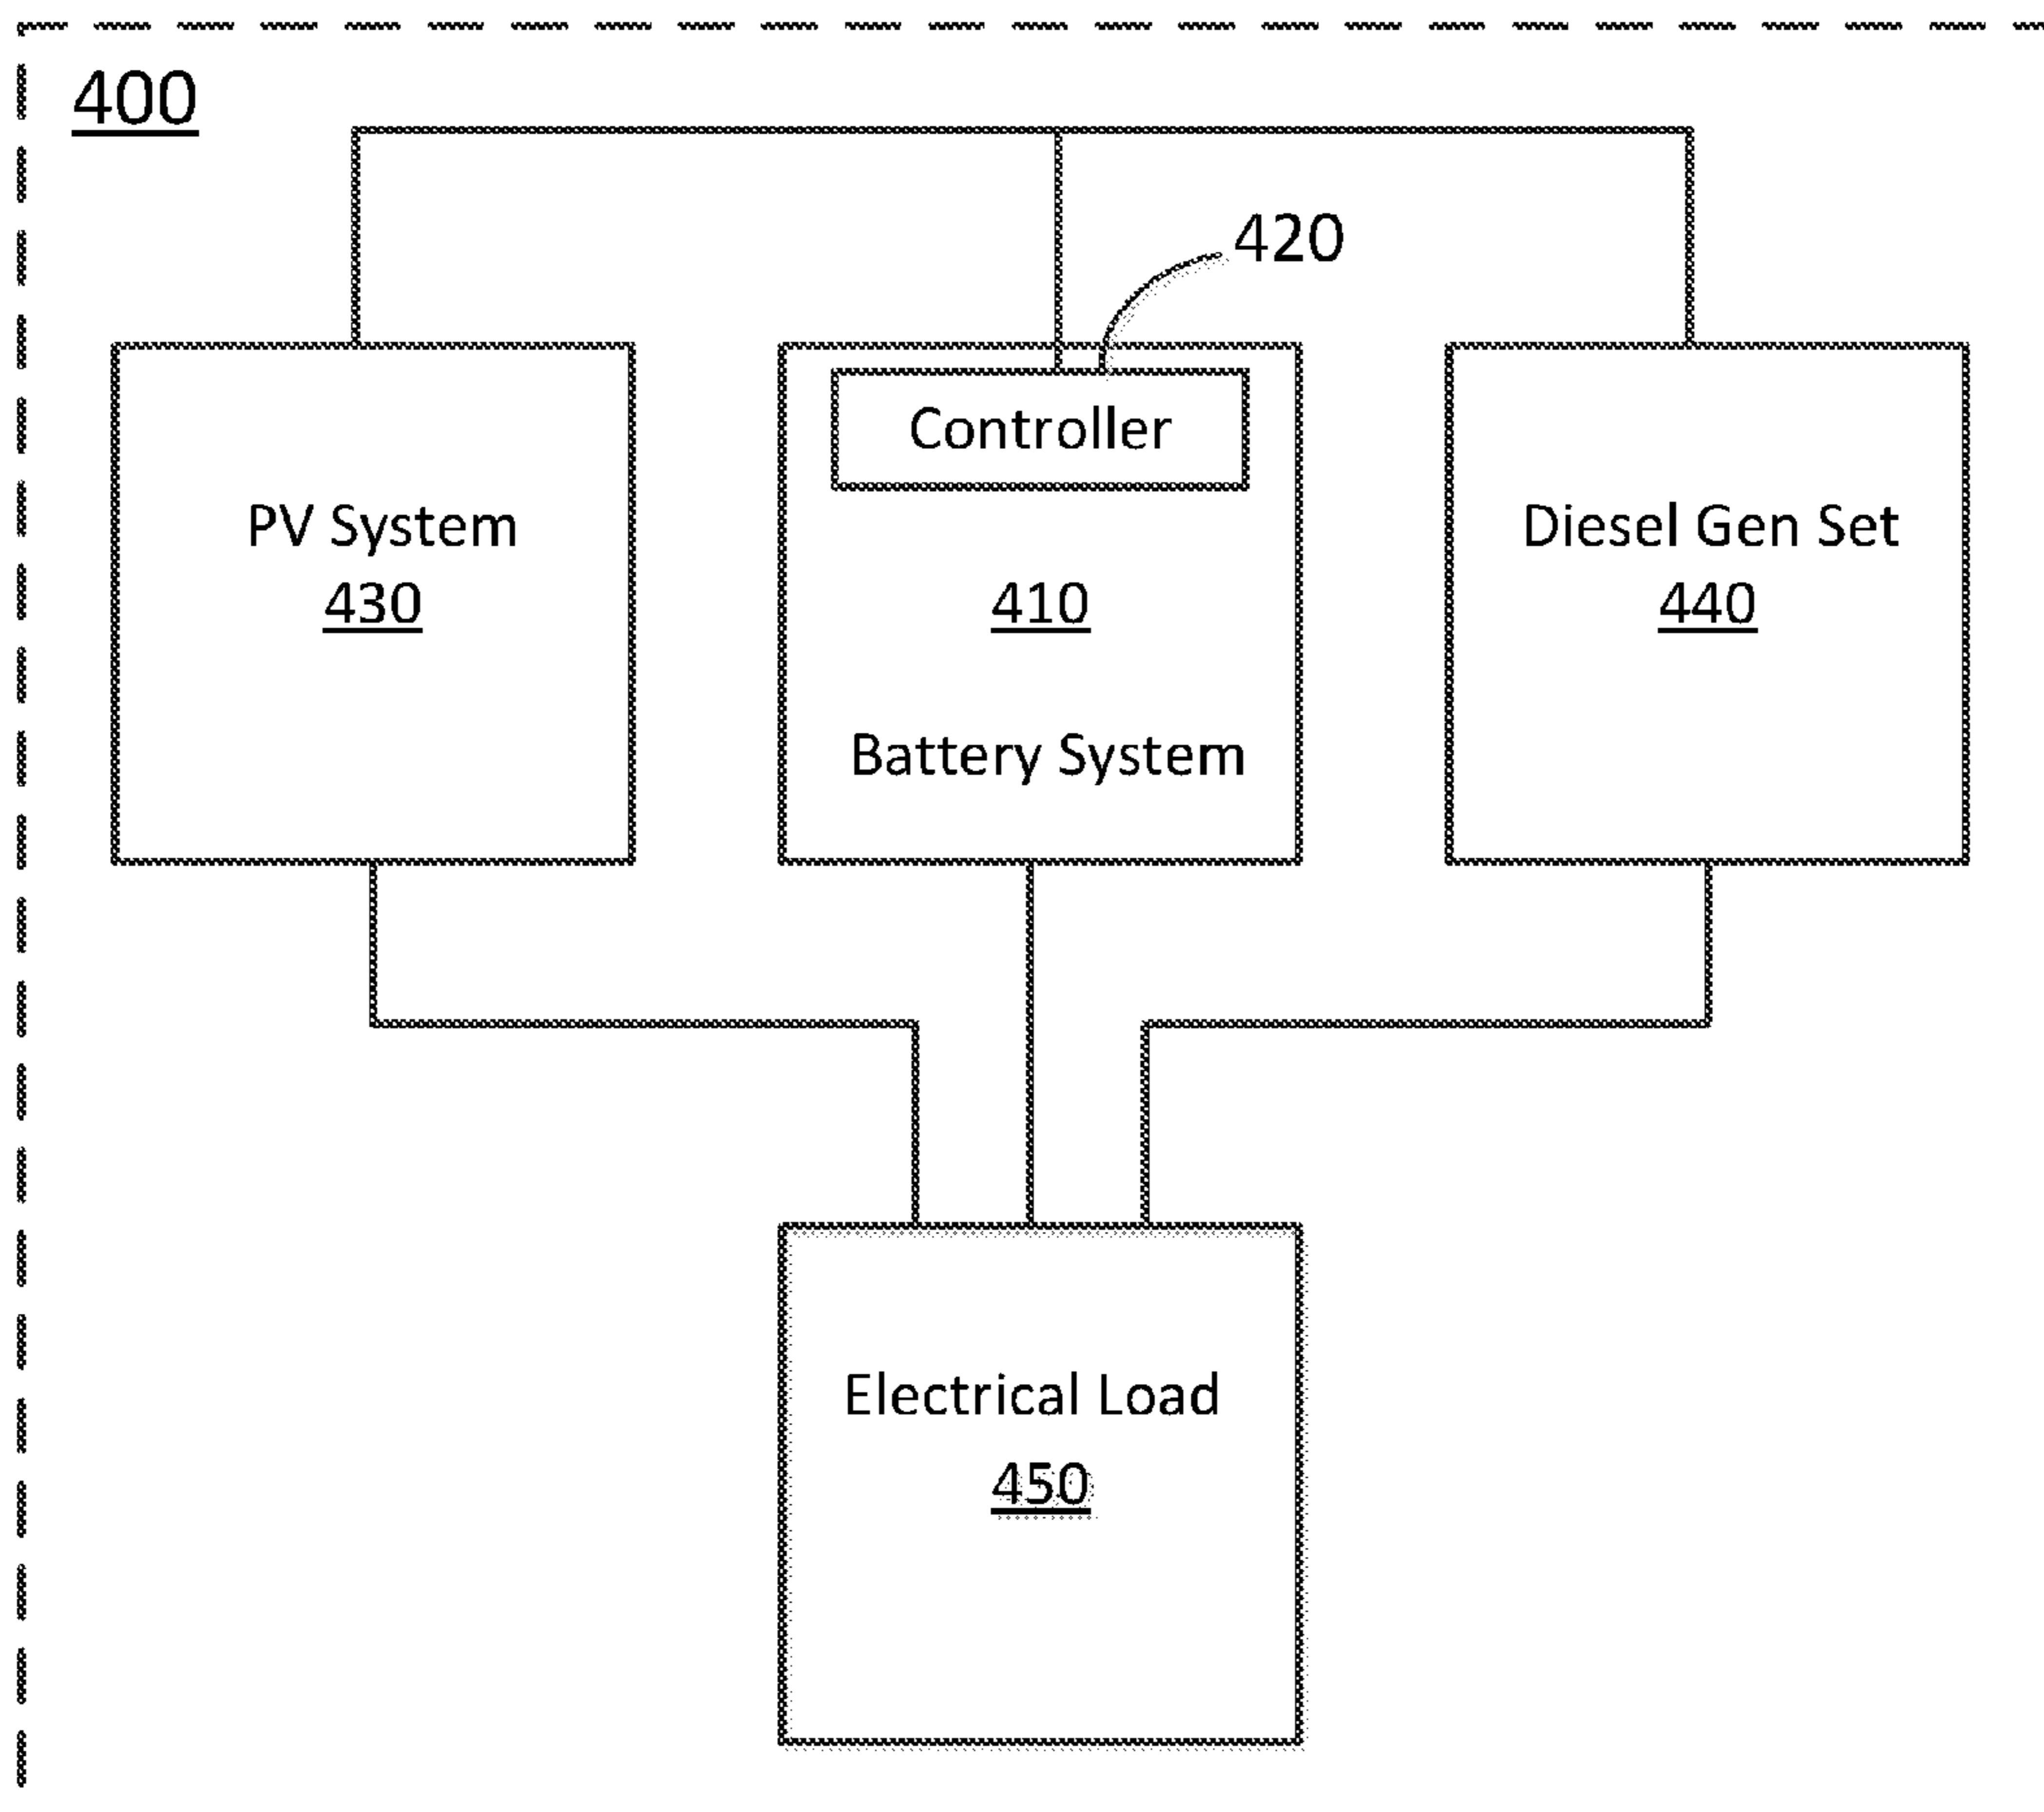 400
420
Controller
PV System
430
410
Battery System
Diesel Gen Set
440
Electrical Load
450